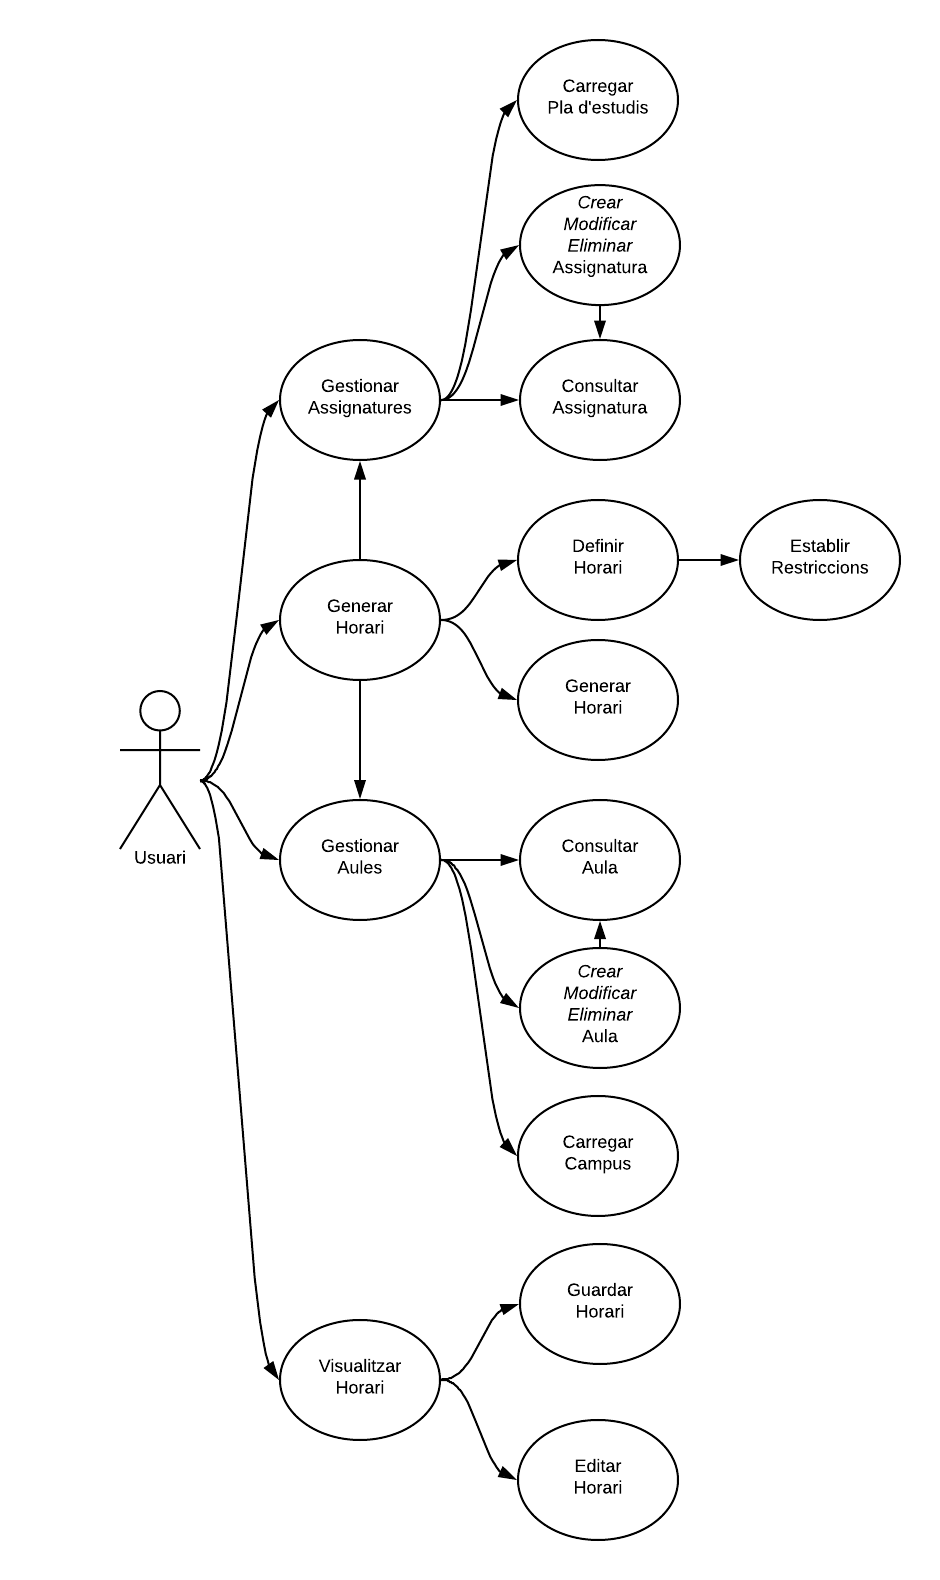 Carregar
Pla d'estudis
Crear
Modificar
Eliminar
Assignatura
Gestionar
Assignatures
Consultar
Assignatura
Definir
Horari
Establir
Restriccions
Generar
Horari
Generar
Horari
Usuari
Gestionar
Aules
Consultar
Aula
Crear
Modificar
Eliminar
Aula
Carregar
Campus
Guardar
Horari
Visualitzar
Horari
Editar
Horari